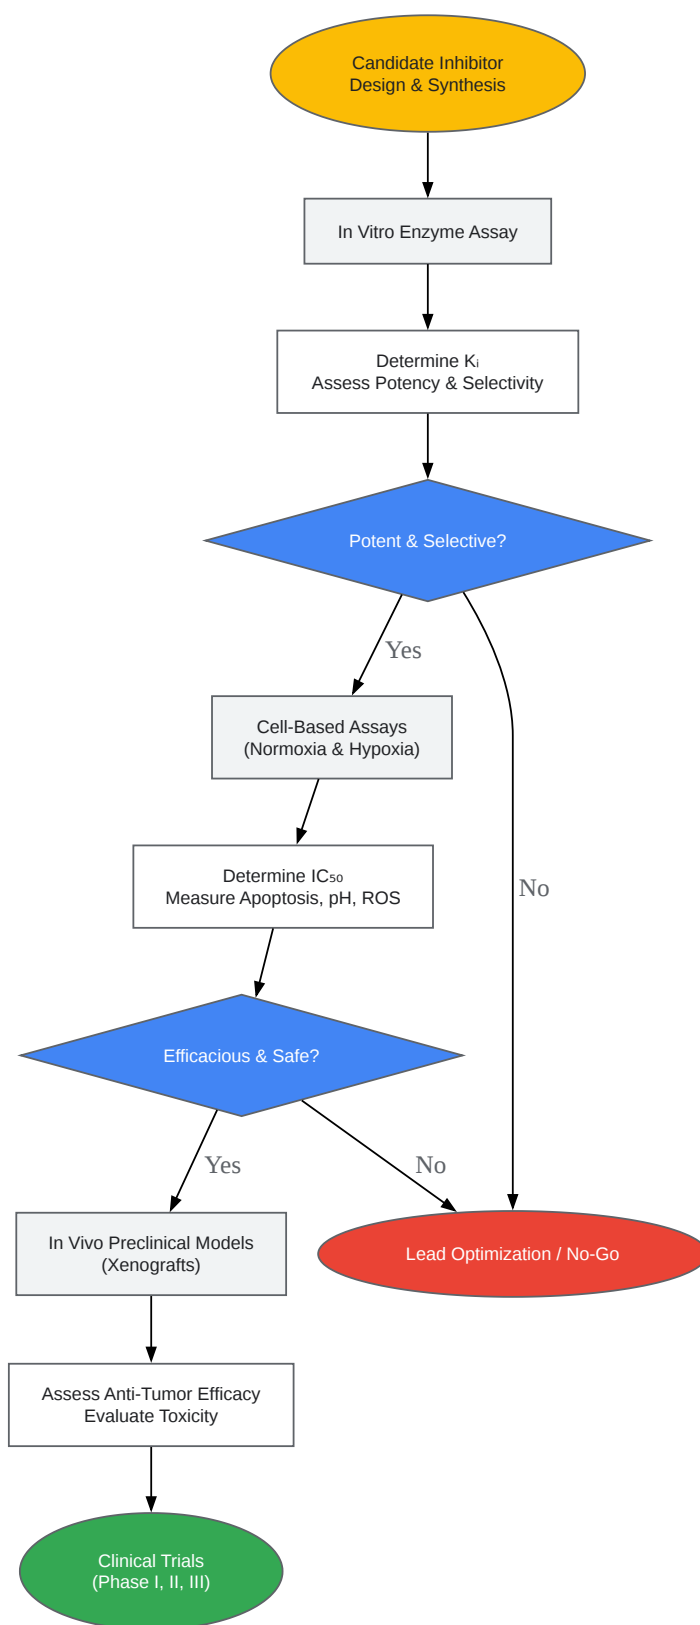 Candidate Inhibitor
Design & Synthesis
In Vitro Enzyme Assay
Determine Kᵢ
Assess Potency & Selectivity
Potent & Selective?
Yes
Cell-Based Assays
(Normoxia & Hypoxia)
Determine IC₅₀
Measure Apoptosis, pH, ROS
No
Efficacious & Safe?
Yes
No
In Vivo Preclinical Models
(Xenografts)
Lead Optimization / No-Go
Assess Anti-Tumor Efficacy
Evaluate Toxicity
Clinical Trials
(Phase I, II, III)